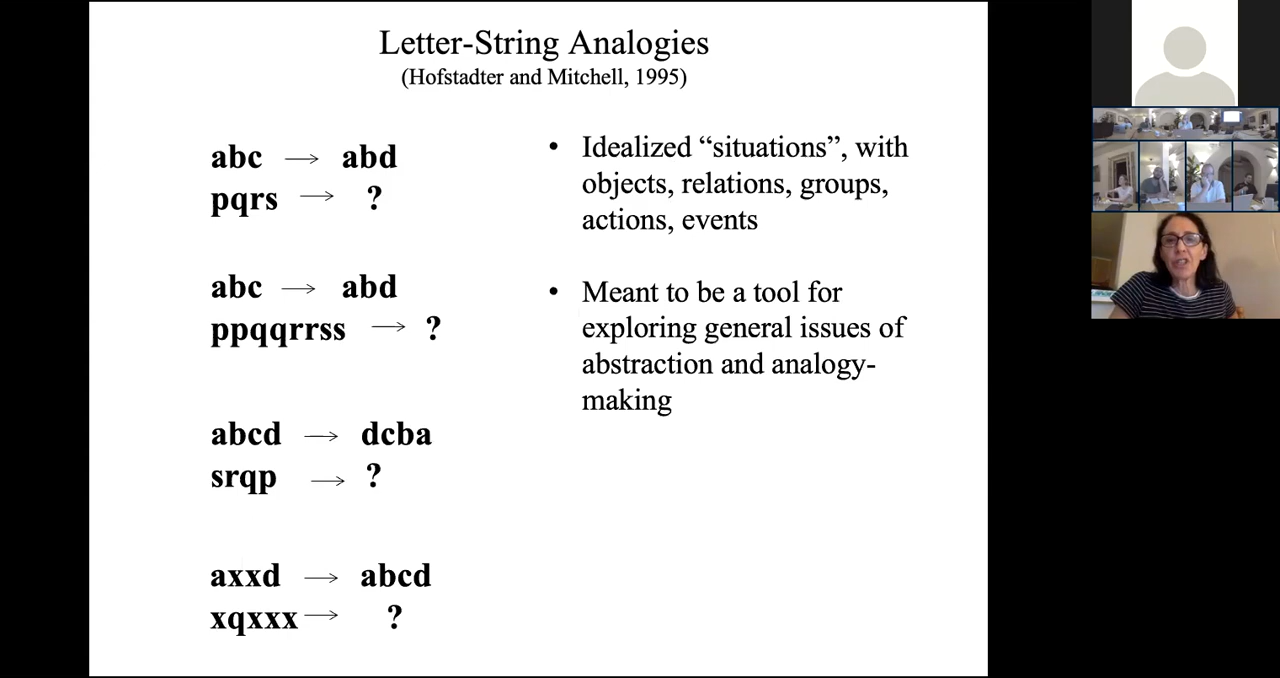 Letter-String Analogies
(Hofstadter and Mitchell, 1995)
abc → abd
pqrs → ?
abc → abd
ppqqrrss → ?
abcd → dcba
srqp → ?
axxd → abcd
xqxxx → ?
• Idealized “situations”, with
objects, relations, groups,
actions, events
• Meant to be a tool for
exploring general issues of
abstraction and analogy-
making